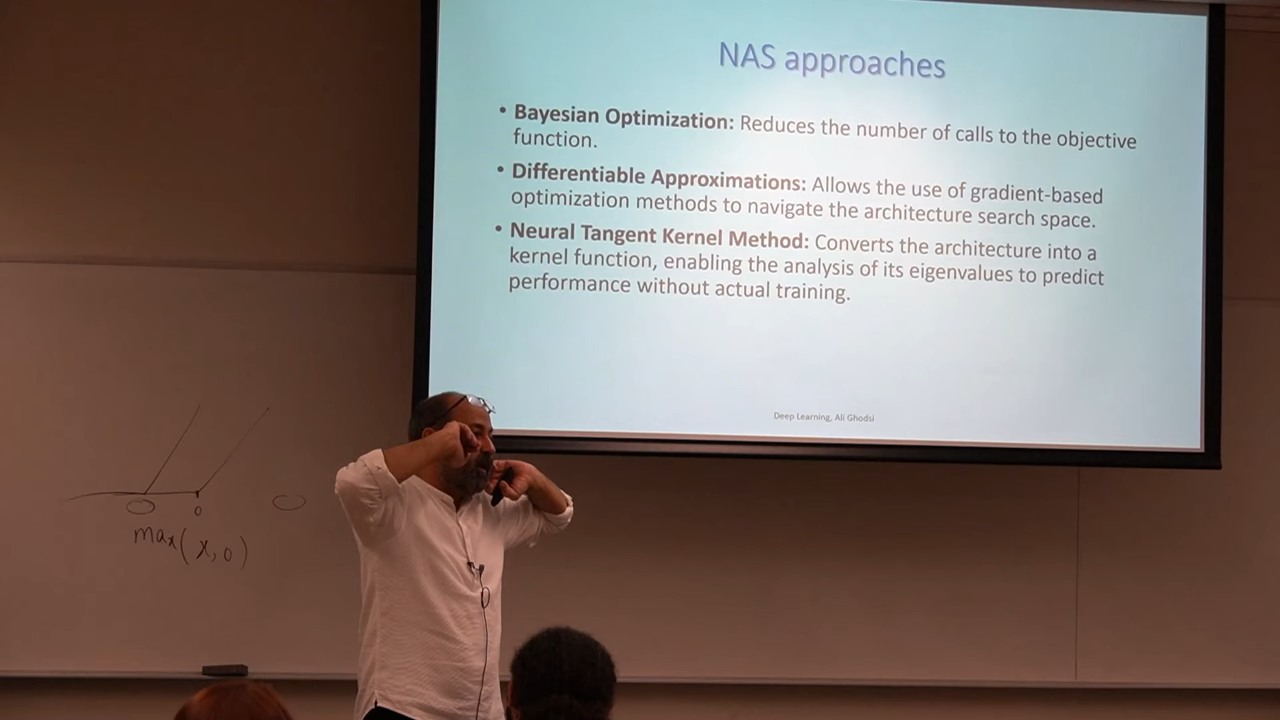 NAS approaches
• Bayesian Optimization: Reduces the number of calls to the objective
function.
• Differentiable Approximations: Allows the use of gradient-based
optimization methods to navigate the architecture search space.
• Neural Tangent Kernel Method: Converts the architecture into a
kernel function, enabling the analysis of its eigenvalues to predict
performance without actual training.
Deep Learning, Ali Ghodsi
0
max(x,0)